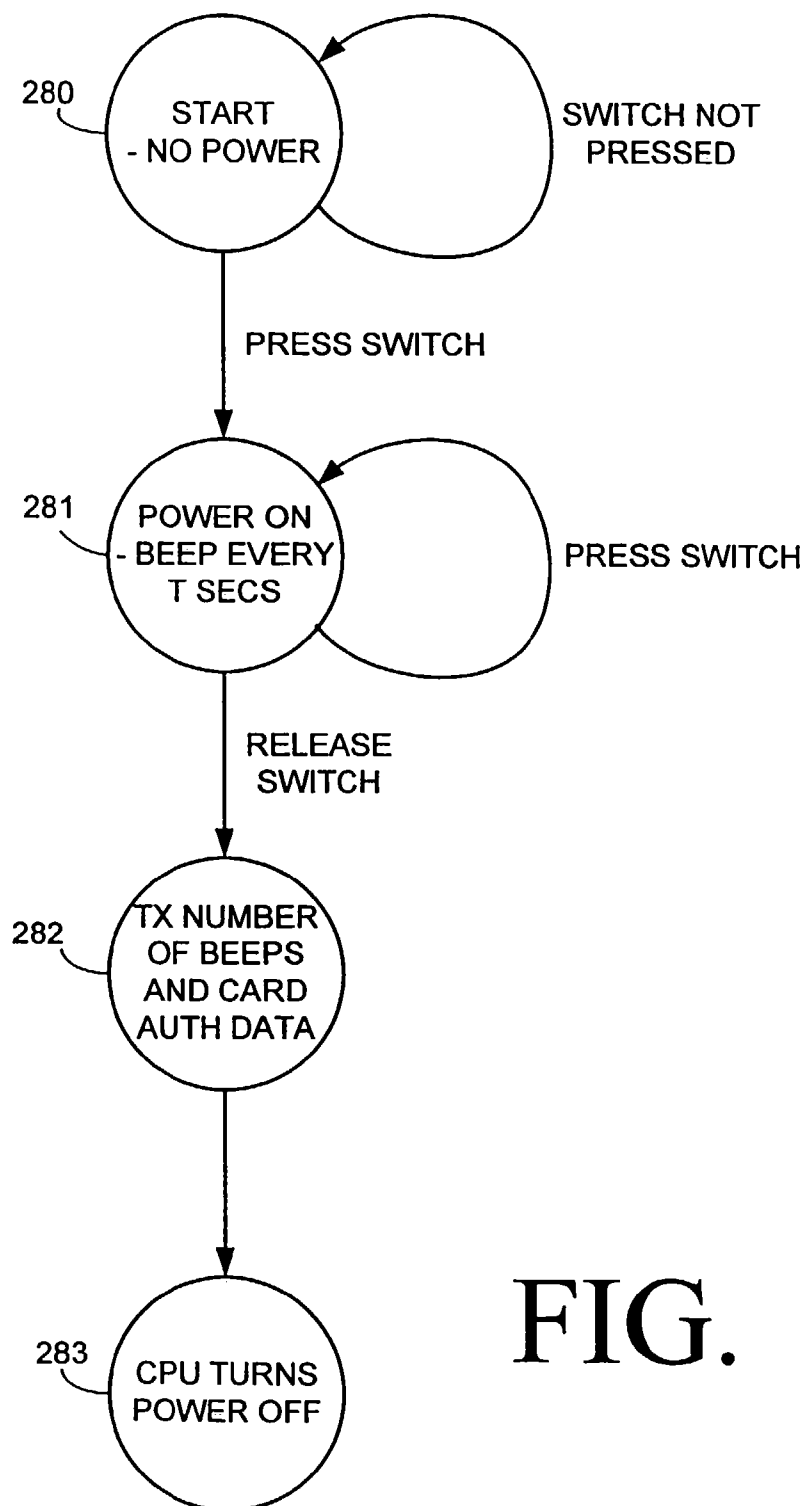 280
START
- NO POWER
SWITCH NOT
PRESSED
PRESS SWITCH
281
POWER ON
- BEEP EVERY
T SECS
PRESS SWITCH
RELEASE
SWITCH
282
TX NUMBER
OF BEEPS
AND CARD
AUTH DATA
283
CPU TURNS
POWER OFF
FIG.